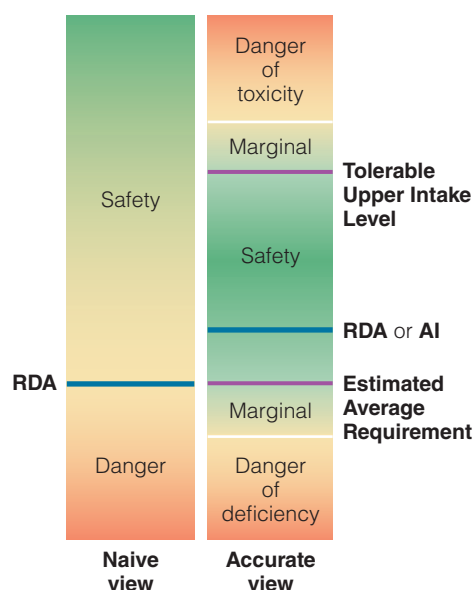 Danger
of
toxicity
Marginal
Tolerable
Upper Intake
Level
Safety
Safety
RDA or AI
RDA
Estimated
Average
Requirement
Marginal
Danger
Danger
of
deficiency
Naive
view
Accurate
view